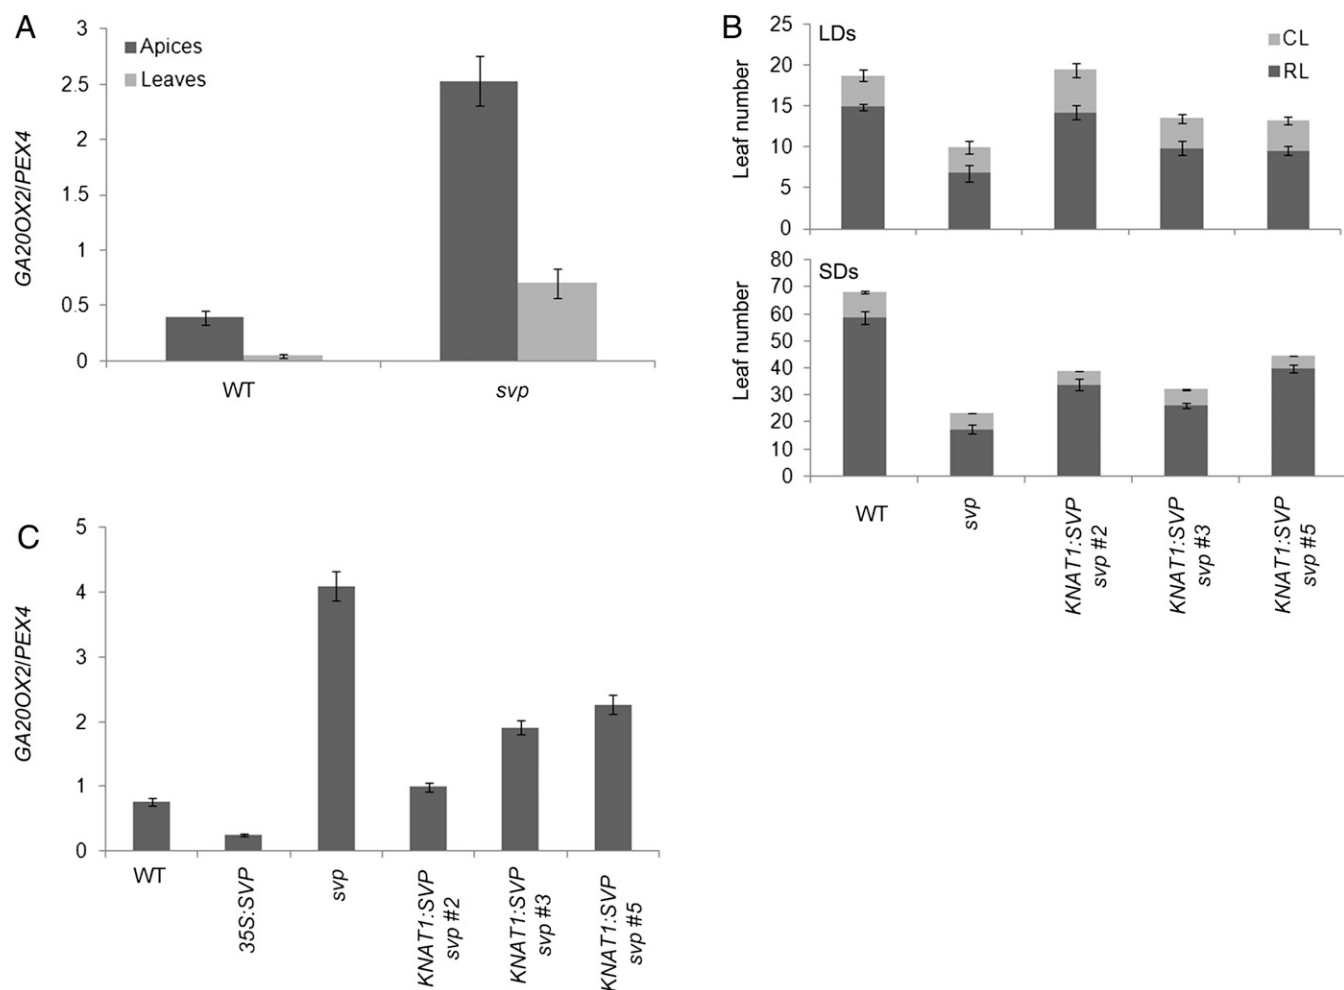 A
Apices
Leaves
GA20OX2/PEX4
3
2.5
2
1.5
1
0.5
0
WT
svp
B
LDs
CL
RL
Leaf number
25
20
15
10
5
0
SDs
Leaf number
80
70
60
50
40
30
20
10
0
WT
svp
KNAT1:SVP
svp #2
KNAT1:SVP
svp #3
KNAT1:SVP
svp #5
C
GA20OX2/PEX4
5
4
3
2
1
0
WT
35S:SVP
svp
KNAT1:SVP
svp #2
KNAT1:SVP
svp #3
KNAT1:SVP
svp #5